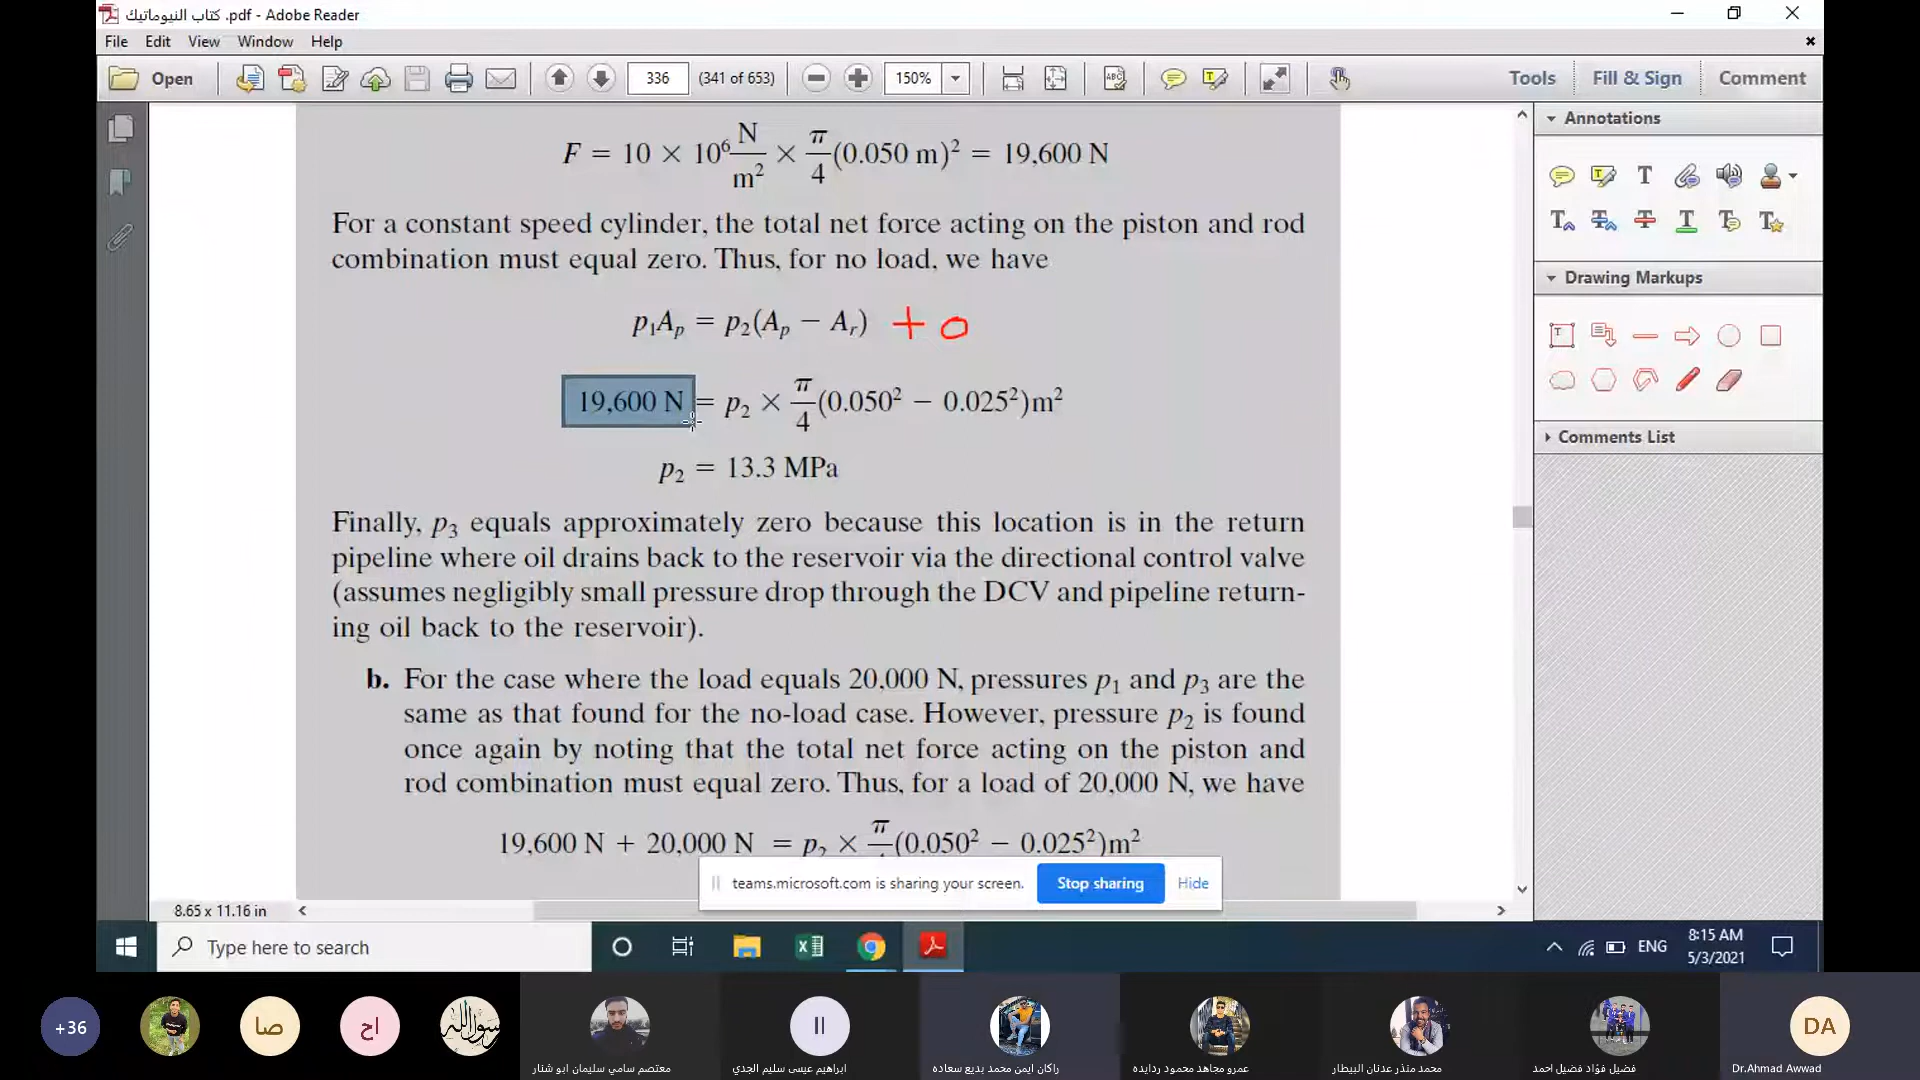 كتاب النيوماتيك .pdf - Adobe Reader
File Edit View Window Help
Open 336 (341 of 653) 150% Tools Fill & Sign Comment
F = 10 × 10⁶ N/m² × π/4 (0.050 m)² = 19,600 N
For a constant speed cylinder, the total net force acting on the piston and rod
combination must equal zero. Thus, for no load, we have
p₁Aₚ = p₂(Aₚ − Aᵣ) + 0
19,600 N = p₂ × π/4 (0.050² − 0.025²)m²
p₂ = 13.3 MPa
Finally, p₃ equals approximately zero because this location is in the return
pipeline where oil drains back to the reservoir via the directional control valve
(assumes negligibly small pressure drop through the DCV and pipeline return-
ing oil back to the reservoir).
b. For the case where the load equals 20,000 N, pressures p₁ and p₃ are the
same as that found for the no-load case. However, pressure p₂ is found
once again by noting that the total net force acting on the piston and
rod combination must equal zero. Thus, for a load of 20,000 N, we have
19,600 N + 20,000 N = p₂ × π/4 (0.050² − 0.025²)m²
Annotations
Drawing Markups
Comments List
teams.microsoft.com is sharing your screen. Stop sharing Hide
8.65 x 11.16 in
Type here to search
ENG
8:15 AM
5/3/2021
+36
صا
اح
رسول الله
II
DA
معتصم سامي سليمان ابو شنار
ابراهيم عيسى سليم الجدي
راكان ايمن محمد بديع سعاده
عمرو مجاهد محمود ردايده
محمد منذر عدنان البيطار
فضيل فؤاد فضيل احمد
Dr.Ahmad Awwad